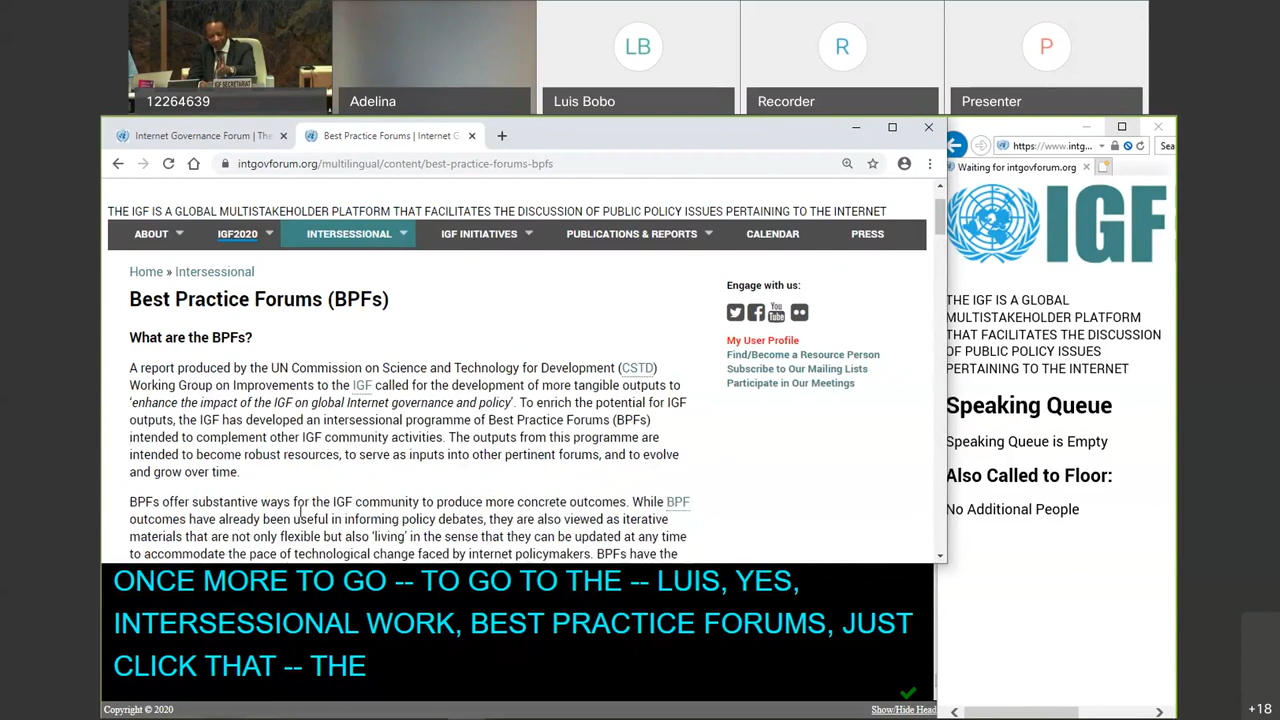 LB
R
P
IGF SECRETARIAT
12264639
Adelina
Luis Bobo
Recorder
Presenter
Internet Governance Forum | The
Best Practice Forums | Internet G
intgovforum.org/multilingual/content/best-practice-forums-bpfs
THE IGF IS A GLOBAL MULTISTAKEHOLDER PLATFORM THAT FACILITATES THE DISCUSSION OF PUBLIC POLICY ISSUES PERTAINING TO THE INTERNET
ABOUT IGF2020 INTERSESSIONAL IGF INITIATIVES PUBLICATIONS & REPORTS CALENDAR PRESS
Home » Intersessional
Best Practice Forums (BPFs)
What are the BPFs?
A report produced by the UN Commission on Science and Technology for Development (CSTD)
Working Group on Improvements to the IGF called for the development of more tangible outputs to
‘enhance the impact of the IGF on global Internet governance and policy’. To enrich the potential for IGF
outputs, the IGF has developed an intersessional programme of Best Practice Forums (BPFs)
intended to complement other IGF community activities. The outputs from this programme are
intended to become robust resources, to serve as inputs into other pertinent forums, and to evolve
and grow over time.
BPFs offer substantive ways for the IGF community to produce more concrete outcomes. While BPF
outcomes have already been useful in informing policy debates, they are also viewed as iterative
materials that are not only flexible but also ‘living’ in the sense that they can be updated at any time
to accommodate the pace of technological change faced by internet policymakers. BPFs have the
Engage with us:
You
Tube
My User Profile
Find/Become a Resource Person
Subscribe to Our Mailing Lists
Participate in Our Meetings
https://www.intg...
Sea
Waiting for intgovforum.org
IGF
THE IGF IS A GLOBAL
MULTISTAKEHOLDER PLATFORM
THAT FACILITATES THE DISCUSSION
OF PUBLIC POLICY ISSUES
PERTAINING TO THE INTERNET
Speaking Queue
Speaking Queue is Empty
Also Called to Floor:
No Additional People
ONCE MORE TO GO -- TO GO TO THE -- LUIS, YES,
INTERSESSIONAL WORK, BEST PRACTICE FORUMS, JUST
CLICK THAT -- THE
Copyright © 2020
Show/Hide Head
+18